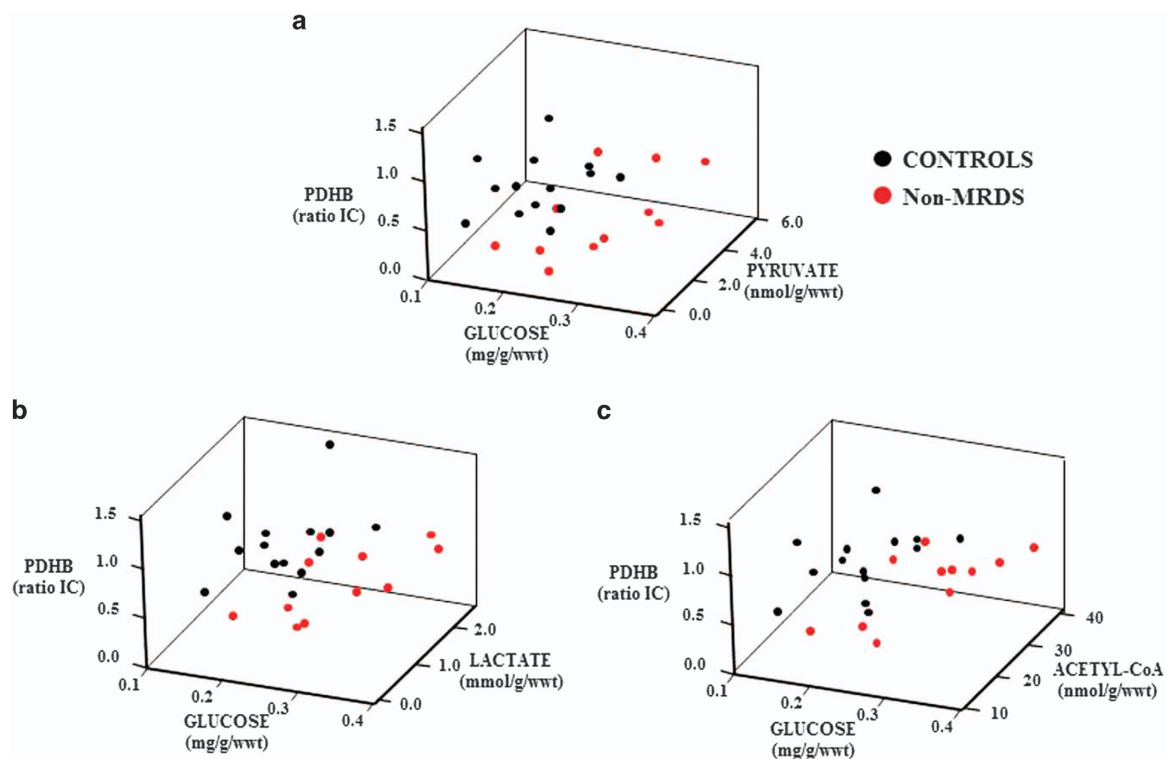 a
1.5
1.0
0.5
0.0
PDHB
(ratio IC)
0.1
0.2
0.3
0.4
GLUCOSE
(mg/g/wwt)
6.0
4.0
2.0
0.0
PYRUVATE
(nmol/g/wwt)
CONTROLS
Non-MRDS
b
1.5
1.0
0.5
0.0
PDHB
(ratio IC)
0.1
0.2
0.3
0.4
GLUCOSE
(mg/g/wwt)
2.0
1.0
0.0
LACTATE
(mmol/g/wwt)
c
1.5
1.0
0.5
0.0
PDHB
(ratio IC)
0.1
0.2
0.3
0.4
GLUCOSE
(mg/g/wwt)
40
30
20
10
ACETYL-CoA
(nmol/g/wwt)